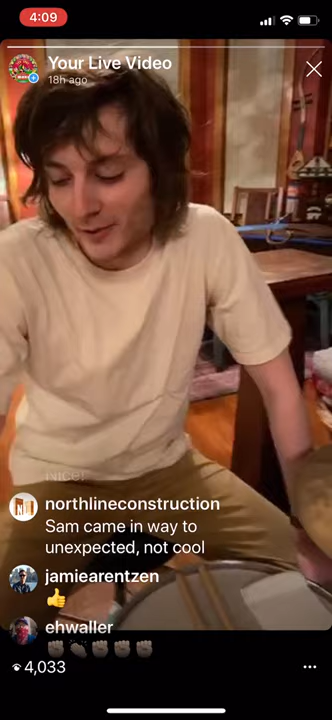 4:09
Your Live Video
18h ago
Nice!
northlineconstruction
Sam came in way to
unexpected, not cool
jamiearentzen
👍
ehwaller
4,033